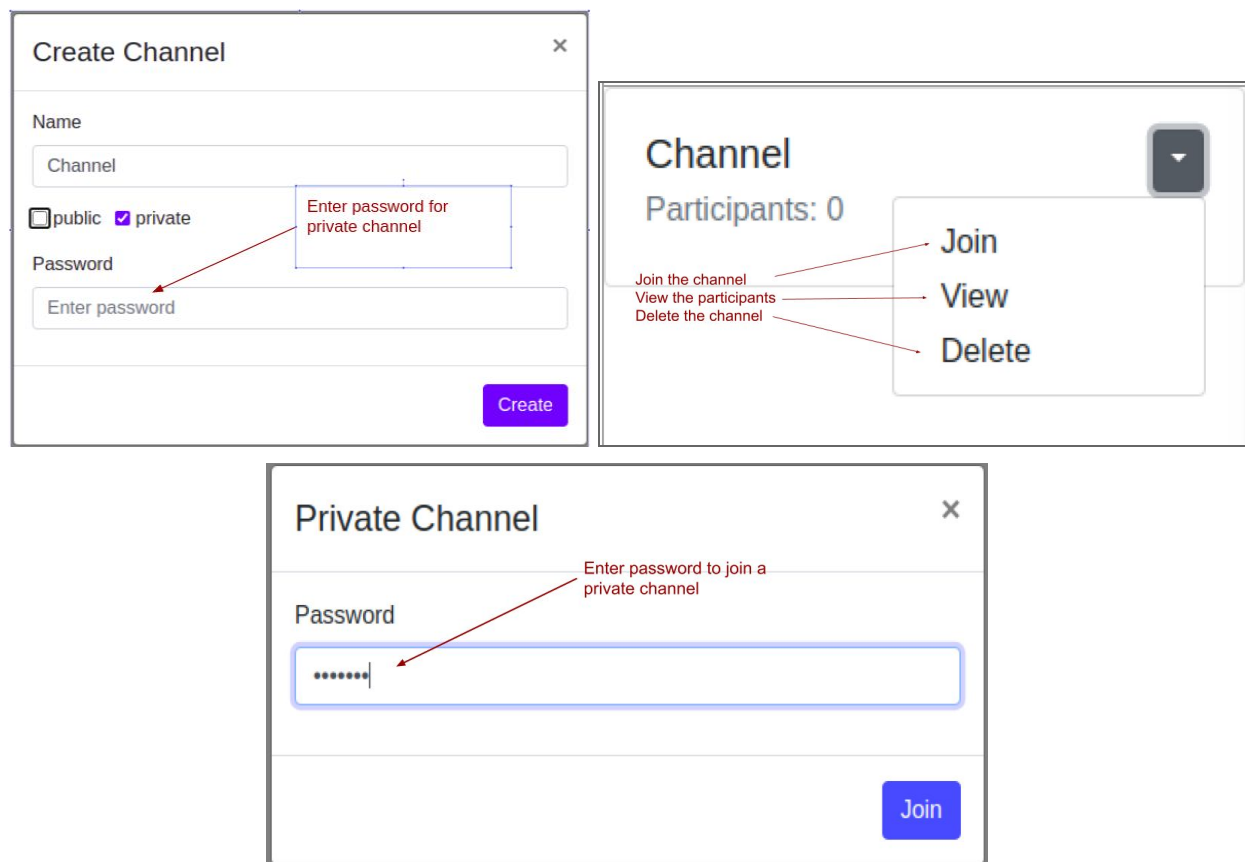 Create Channel ×
Name
Channel
public private
Enter password for
private channel
Password
Enter password
Create
Channel
Participants: 0
Join
View
Delete
Join the channel
View the participants
Delete the channel
Private Channel ×
Enter password to join a
private channel
Password
•••••••
Join